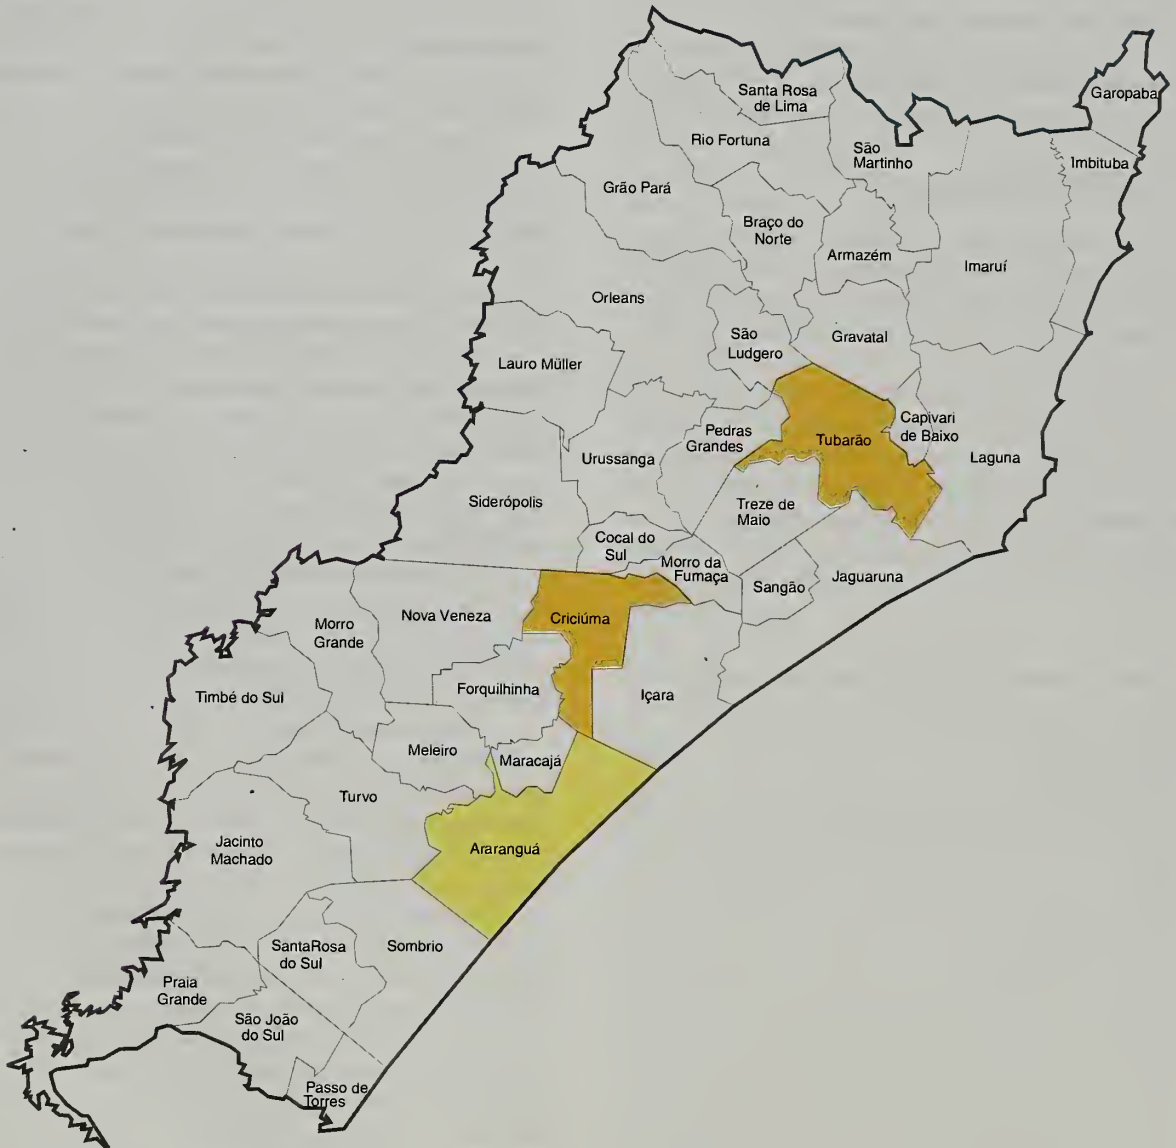 Garopaba
Santa Rosa
de Lima
Rio Fortuna
São
Martinho
Imbituba
Grão Pará
Braço do
Norte
Armazém
Imaruí
Orleans
São
Ludgero
Gravatal
Lauro Müller
Capivari
de Baixo
Pedras
Grandes
Tubarão
Urussanga
Laguna
Siderópolis
Treze de
Maio
Cocal do
Sul
Morro da
Fumaça
Sangão
Jaguaruna
Nova Veneza
Criciúma
Morro
Grande
Forquilhinha
Içara
Timbé do Sul
Meleiro
Maracajá
Turvo
Jacinto
Machado
Araranguá
SantaRosa
do Sul
Sombrio
Praia
Grande
São João
do Sul
Passo de
Torres